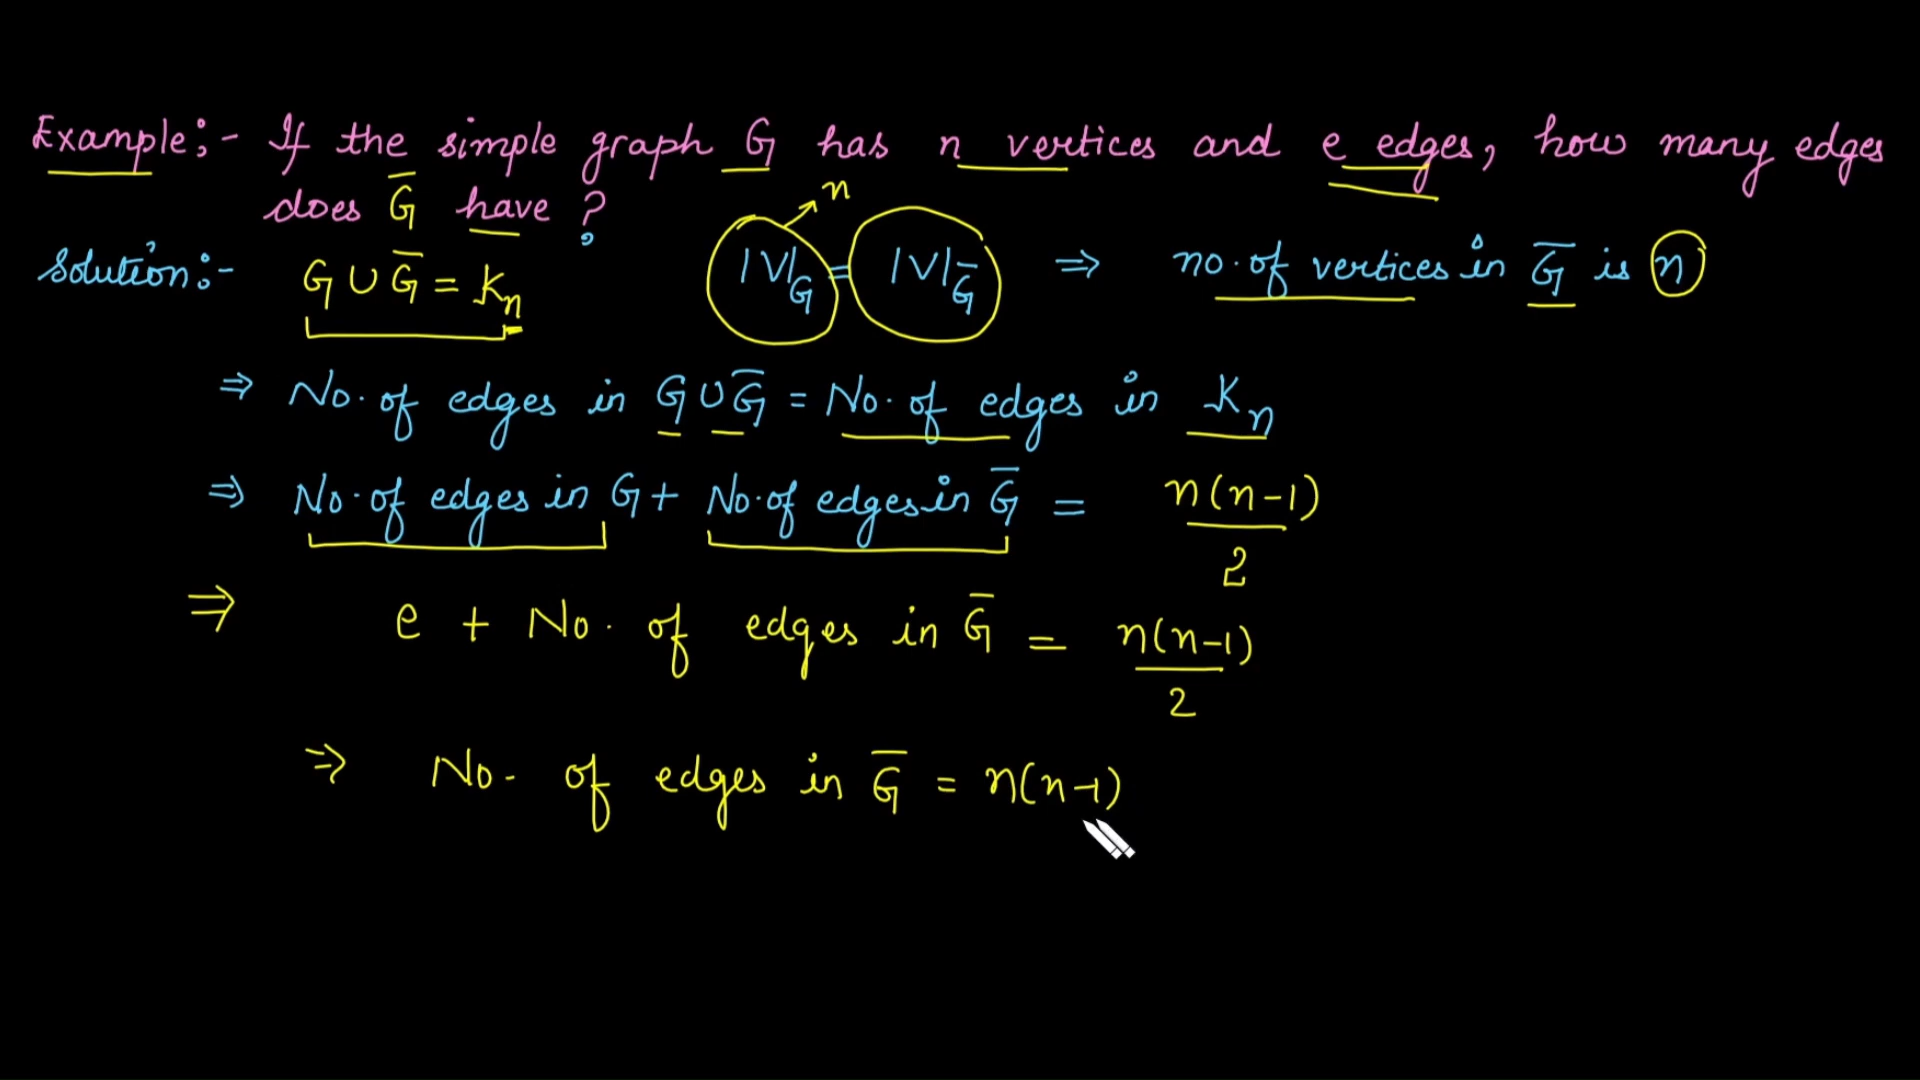 Example:- If the simple graph G has n vertices and e edges, how many edges
does G̅ have ?
Solution:- G ∪ G̅ = Kn |V|G = |V|G̅ ⇒ no. of vertices in G̅ is n
n
⇒ No. of edges in G ∪ G̅ = No. of edges in Kn
⇒ No. of edges in G + No. of edges in G̅ = n(n-1)
2
⇒ e + No. of edges in G̅ = n(n-1)
2
⇒ No. of edges in G̅ = n(n-1)